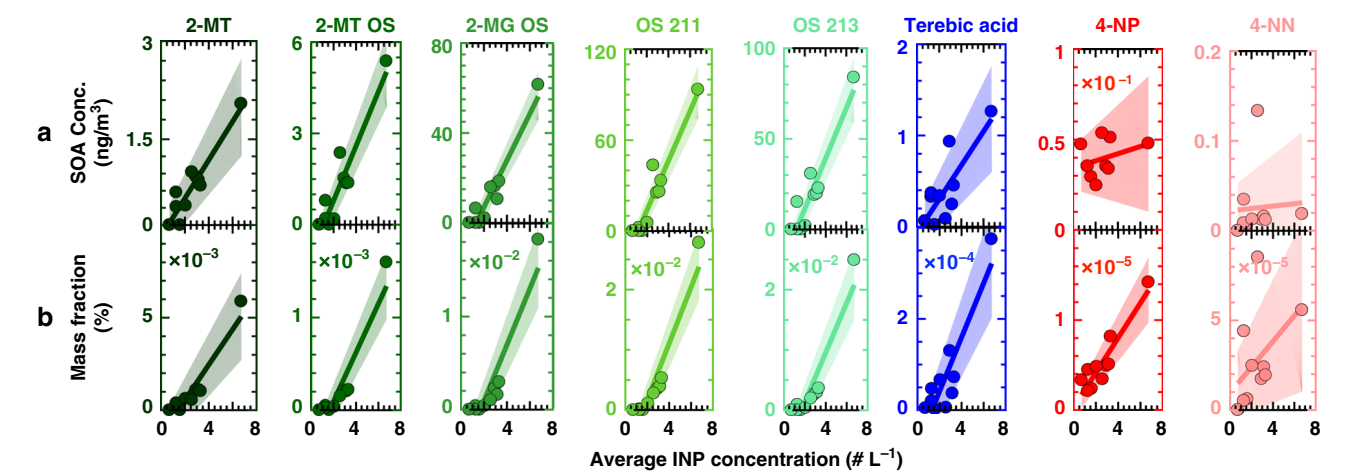 2-MT 2-MT OS 2-MG OS OS 211 OS 213 Terebic acid 4-NP 4-NN
a
SOA Conc.
(ng/m³)
3 1.5 0
6 3 0
80 40 0
120 60 0
100 50 0
2 1 0
1 0.5 0
0.2 0.1 0
×10⁻¹
b
Mass fraction
(%)
×10⁻³ ×10⁻³ ×10⁻² ×10⁻² ×10⁻² ×10⁻⁴ ×10⁻⁵ ×10⁻⁵
5 0
1 0
1 0
2 0
2 0
2 0
5 0
5 0
0 4 8 0 4 8 0 4 8 0 4 8 0 4 8 0 4 8 0 4 8 0 4 8
Average INP concentration (# L⁻¹)